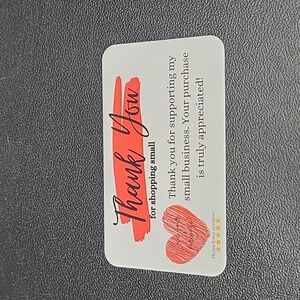 Thank You
for shopping small
Thank you for supporting my
small business. Your purchase
is truly appreciated!